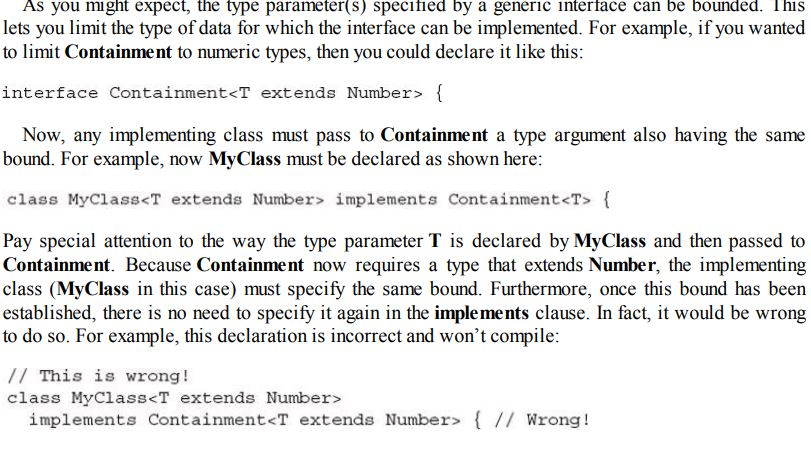 As you might expect, the type parameter(s) specified by a generic interface can be bounded. This
lets you limit the type of data for which the interface can be implemented. For example, if you wanted
to limit Containment to numeric types, then you could declare it like this:
interface Containment<T extends Number> {
Now, any implementing class must pass to Containment a type argument also having the same
bound. For example, now MyClass must be declared as shown here:
class MyClass<T extends Number> implements Containment<T> {
Pay special attention to the way the type parameter T is declared by MyClass and then passed to
Containment. Because Containment now requires a type that extends Number, the implementing
class (MyClass in this case) must specify the same bound. Furthermore, once this bound has been
established, there is no need to specify it again in the implements clause. In fact, it would be wrong
to do so. For example, this declaration is incorrect and won't compile:
// This is wrong!
class MyClass<T extends Number>
implements Containment<T extends Number> { // Wrong!